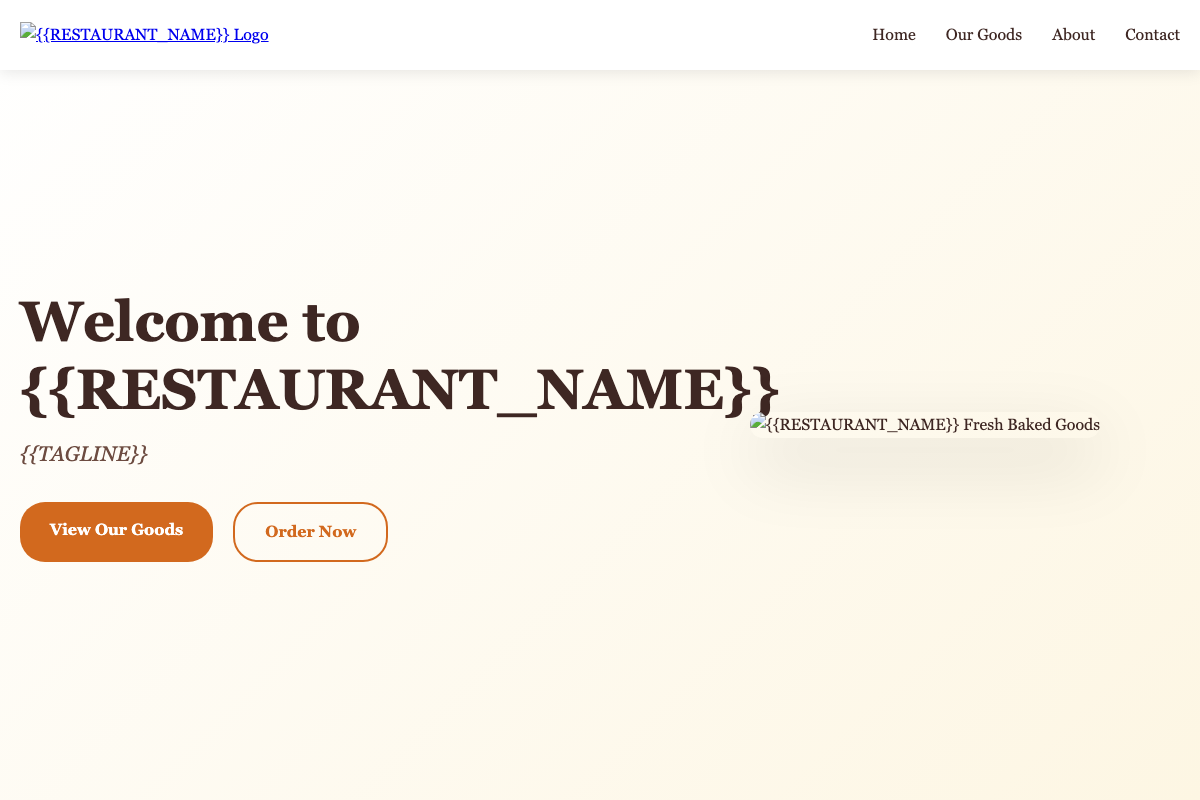 {{RESTAURANT_NAME}} Logo
Home
Our Goods
About
Contact
Welcome to
{{RESTAURANT_NAME}}
{{TAGLINE}}
View Our Goods
Order Now
{{RESTAURANT_NAME}} Fresh Baked Goods